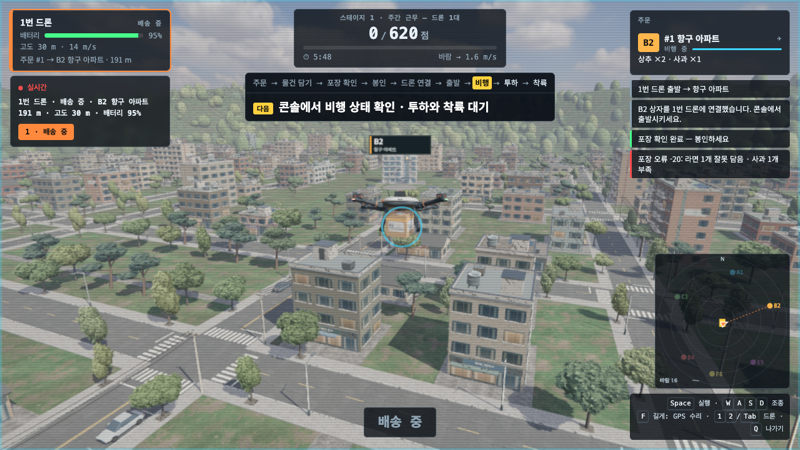 1번 드론 배송 중
배터리 95%
고도 30 m · 14 m/s
주문 #1 → B2 항구 아파트 · 191 m
실시간
1번 드론 · 배송 중 · B2 항구 아파트
191 m · 고도 30 m · 배터리 95%
1 · 배송 중
스테이지 1 · 주간 근무 — 드론 1대
0 / 620점
5:48
바람 → 1.6 m/s
주문 → 물건 담기 → 포장 확인 → 봉인 → 드론 연결 → 출발 → 비행 → 투하 → 착륙
다음 콘솔에서 비행 상태 확인 · 투하와 착륙 대기
B2
항구 아파트
주문
B2 #1 항구 아파트
비행 중
상추 ×2 · 사과 ×1
1번 드론 출발 → 항구 아파트
B2 상자를 1번 드론에 연결했습니다. 콘솔에서
출발시키세요.
포장 확인 완료 — 봉인하세요
포장 오류 -20: 라면 1개 잘못 담음 · 사과 1개
부족
N
B2
바람 1.6
배송 중
Space 실행 · W A S D 조종
F 길게: GPS 수리 · 1 2 / Tab 드론 ·
Q 나가기